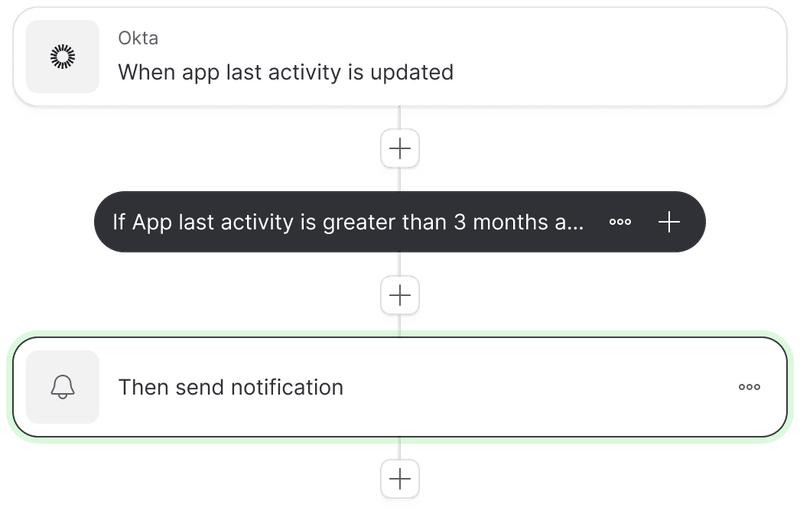 Okta
When app last activity is updated
If App last activity is greater than 3 months a...
Then send notification